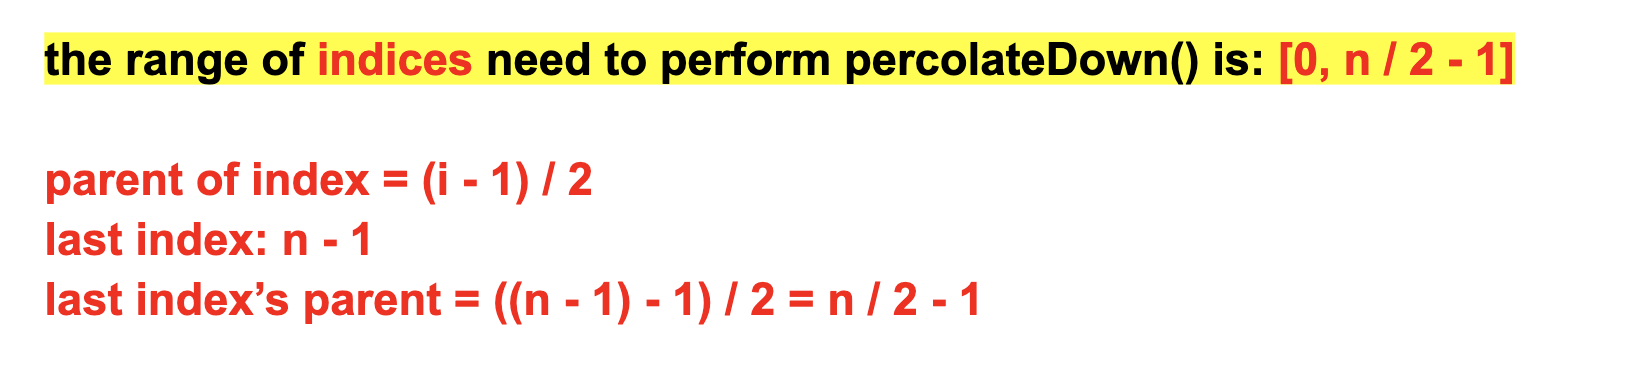 the range of indices need to perform percolateDown() is: [0, n / 2 - 1]
parent of index = (i - 1) / 2
last index: n - 1
last index’s parent = ((n - 1) - 1) / 2 = n / 2 - 1